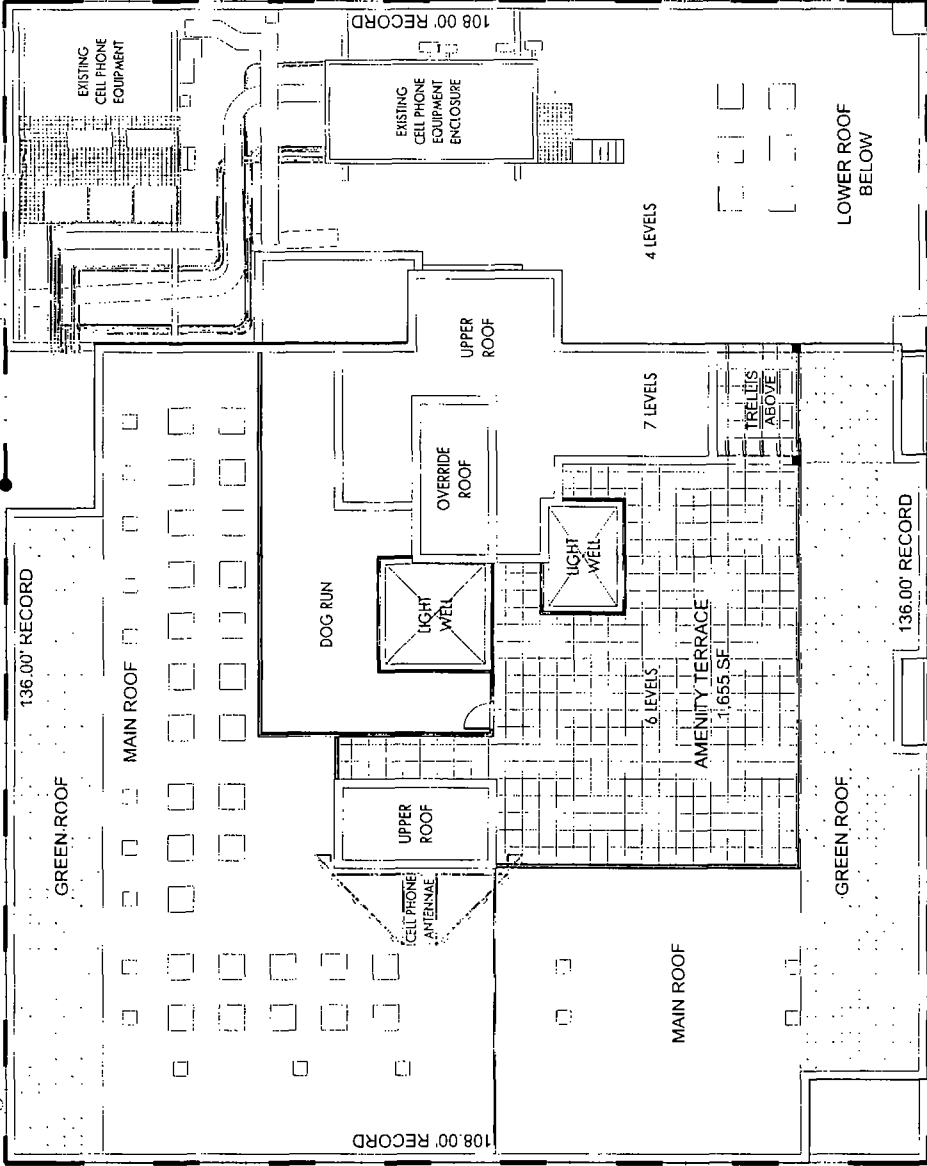 136.00' RECORD
GREEN ROOF
MAIN ROOF
EXISTING
CELL PHONE
EQUIPMENT
108.00' RECORD
EXISTING
CELL PHONE
EQUIPMENT
ENCLOSURE
DOG RUN
UPPER
ROOF
OVERRIDE
ROOF
LIGHT
WELL
LIGHT
WELL
UPPER
ROOF
CELL PHONE
ANTENNAE
4 LEVELS
7 LEVELS
6 LEVELS
TRELLIS
ABOVE
AMENITY TERRACE
1,655 SF
LOWER ROOF
BELOW
MAIN ROOF
GREEN ROOF
136.00' RECORD
108.00' RECORD